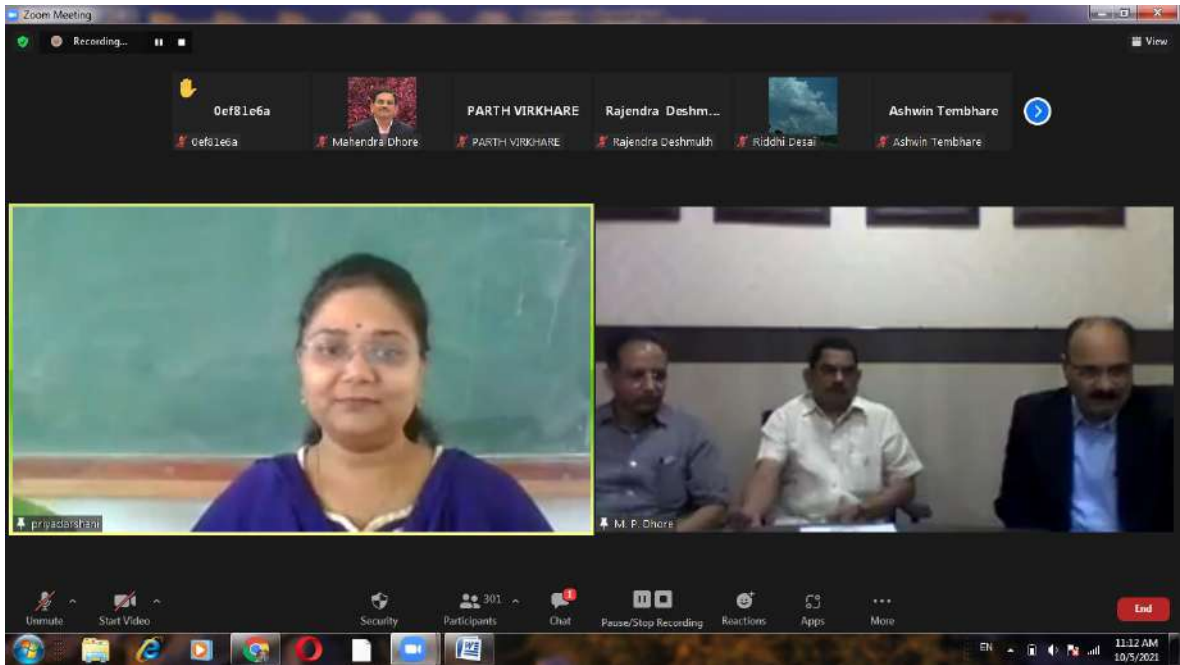 Zoom Meeting
Recording...
View
0ef81e6a
PARTH VIRKHARE
Rajendra Deshm...
Ashwin Tembhare
0ef81e6a
Mahendra Dhore
PARTH VIRKHARE
Rajendra Deshmukh
Riddhi Desai
Ashwin Tembhare
priyadarshani
M. P. Dhore
Unmute
Start Video
Security
301
Participants
1
Chat
Pause/Stop Recording
Reactions
Apps
More
End
EN
11:12 AM
10/5/2021